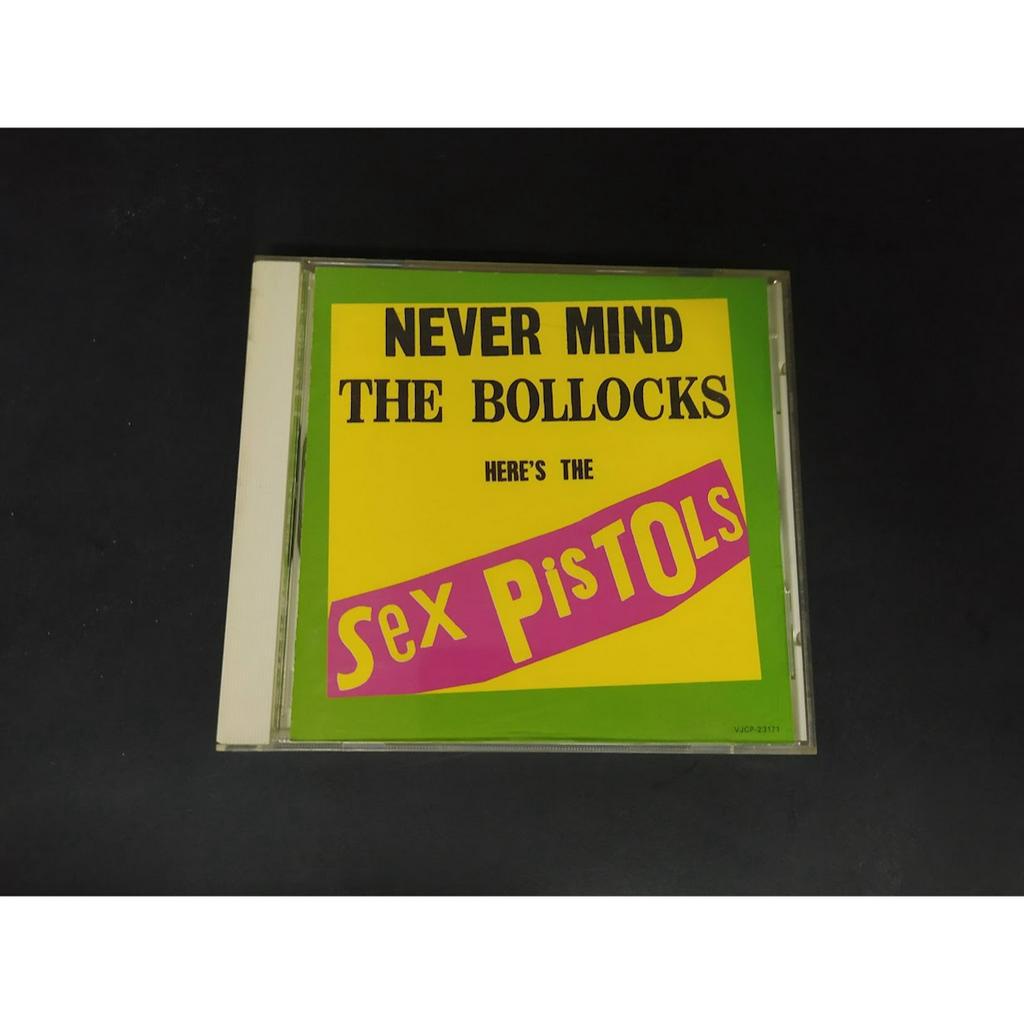 NEVER MIND
THE BOLLOCKS
HERE'S THE
Sex PisTOLS
VJCP-23171